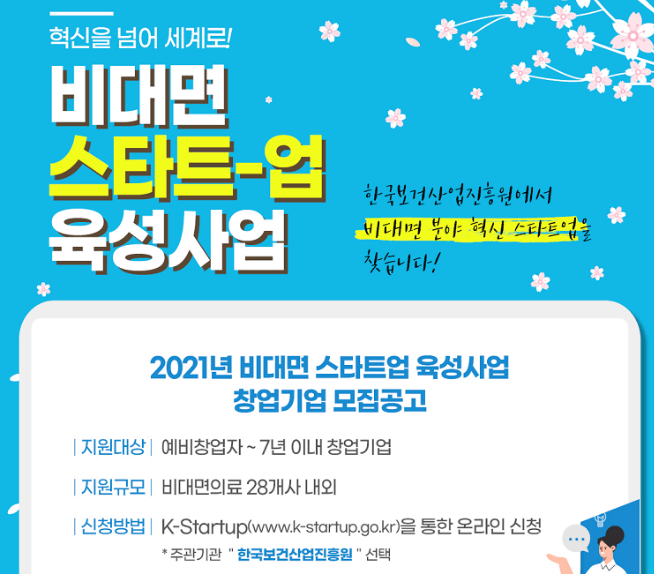 혁신을 넘어 세계로!
비대면
스타트-업
육성사업
한국보건산업진흥원에서
비대면 분야 혁신 스타트업을
찾습니다!
2021년 비대면 스타트업 육성사업
창업기업 모집공고
|지원대상| 예비창업자 ~ 7년 이내 창업기업
|지원규모| 비대면의료 28개사 내외
|신청방법| K-Startup(www.k-startup.go.kr)을 통한 온라인 신청
* 주관기관 " 한국보건산업진흥원 " 선택